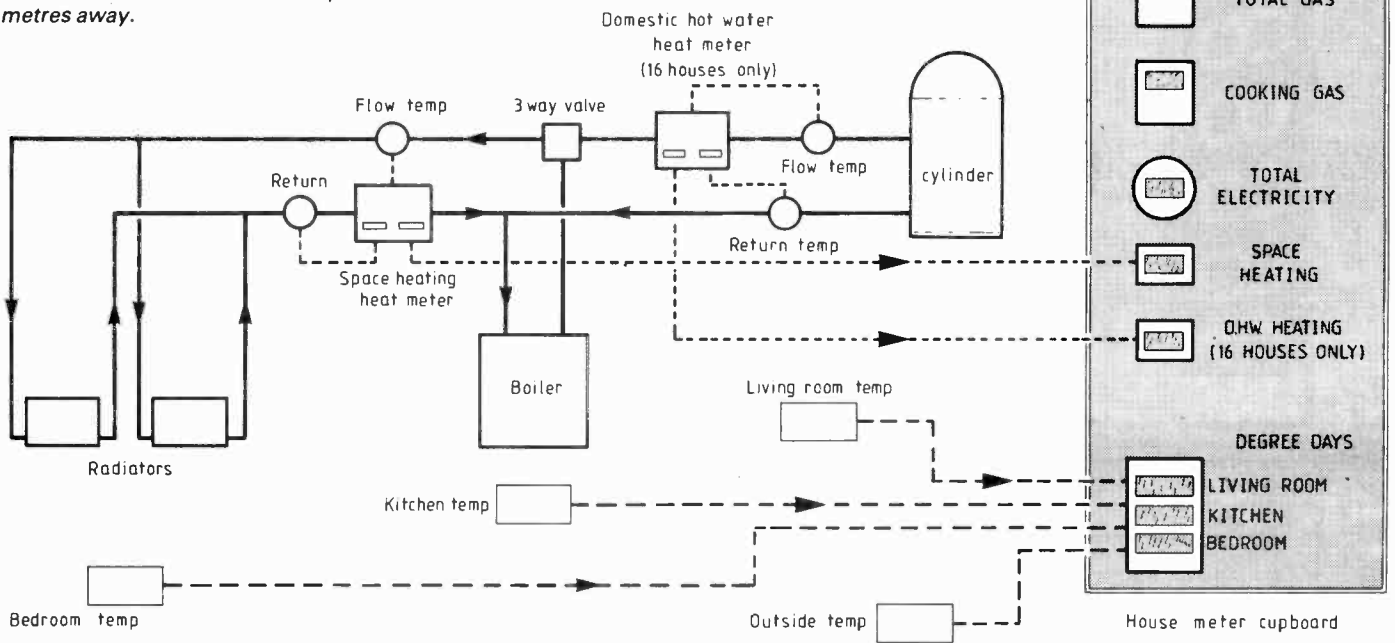 metres away.
Domestic hot water
heat meter
(16 houses only)
Flow temp
3 way valve
Flow temp
cylinder
Return
Return temp
Space heating
heat meter
Boiler
Radiators
Living room temp
Kitchen temp
Bedroom temp
Outside temp
TOTAL GAS
COOKING GAS
TOTAL
ELECTRICITY
SPACE
HEATING
D.H.W. HEATING
(16 HOUSES ONLY)
DEGREE DAYS
LIVING ROOM
KITCHEN
BEDROOM
House meter cupboard